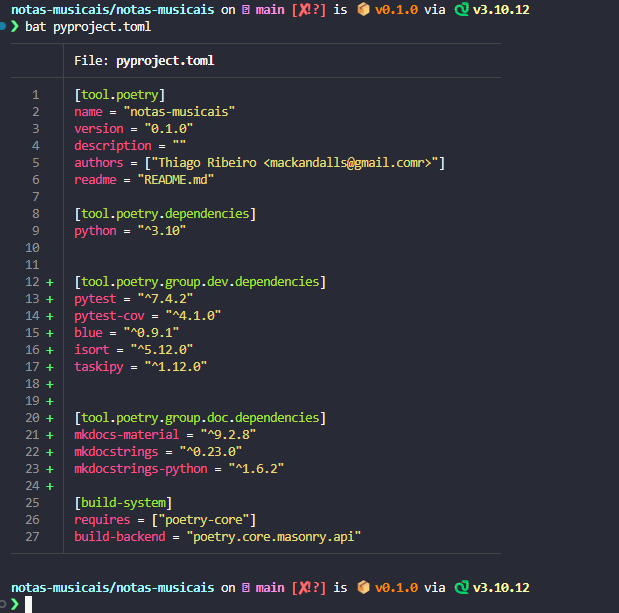 notas-musicais/notas-musicais on main [✘!?] is 📦 v0.1.0 via v3.10.12
❯ bat pyproject.toml
File: pyproject.toml
1 [tool.poetry]
2 name = "notas-musicais"
3 version = "0.1.0"
4 description = ""
5 authors = ["Thiago Ribeiro <mackandalls@gmail.comr>"]
6 readme = "README.md"
7
8 [tool.poetry.dependencies]
9 python = "^3.10"
10
11
12 + [tool.poetry.group.dev.dependencies]
13 + pytest = "^7.4.2"
14 + pytest-cov = "^4.1.0"
15 + blue = "^0.9.1"
16 + isort = "^5.12.0"
17 + taskipy = "^1.12.0"
18 +
19 +
20 + [tool.poetry.group.doc.dependencies]
21 + mkdocs-material = "^9.2.8"
22 + mkdocstrings = "^0.23.0"
23 + mkdocstrings-python = "^1.6.2"
24 +
25 [build-system]
26 requires = ["poetry-core"]
27 build-backend = "poetry.core.masonry.api"
notas-musicais/notas-musicais on main [✘!?] is 📦 v0.1.0 via v3.10.12
❯